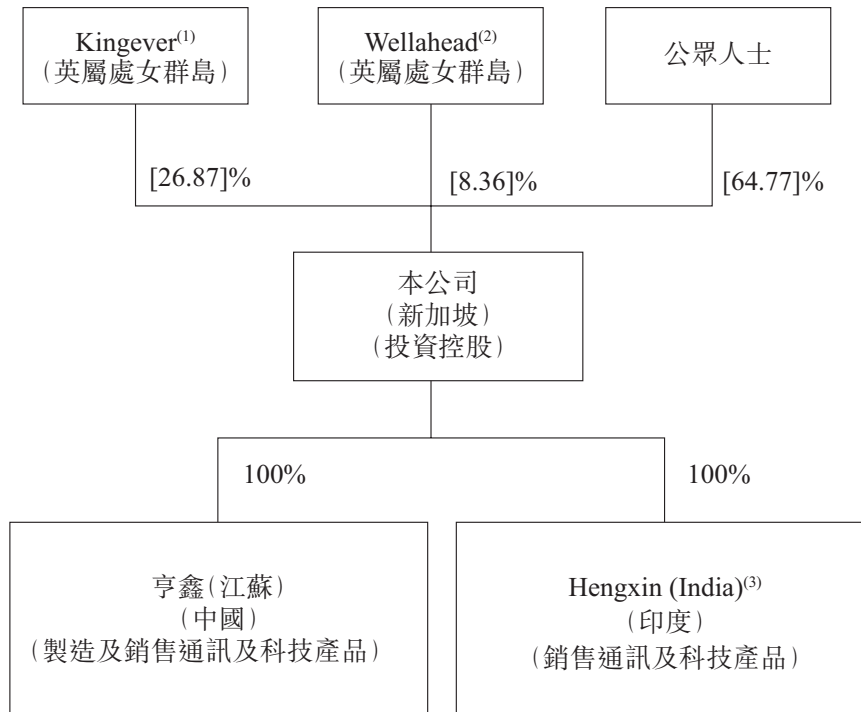 Kingever(1)
(英屬處女群島)
Wellahead(2)
(英屬處女群島)
公眾人士
[26.87]%
[8.36]%
[64.77]%
本公司
(新加坡)
(投資控股)
100%
100%
亨鑫(江蘇)
(中國)
(製造及銷售通訊及科技產品)
Hengxin (India)(3)
(印度)
(銷售通訊及科技產品)